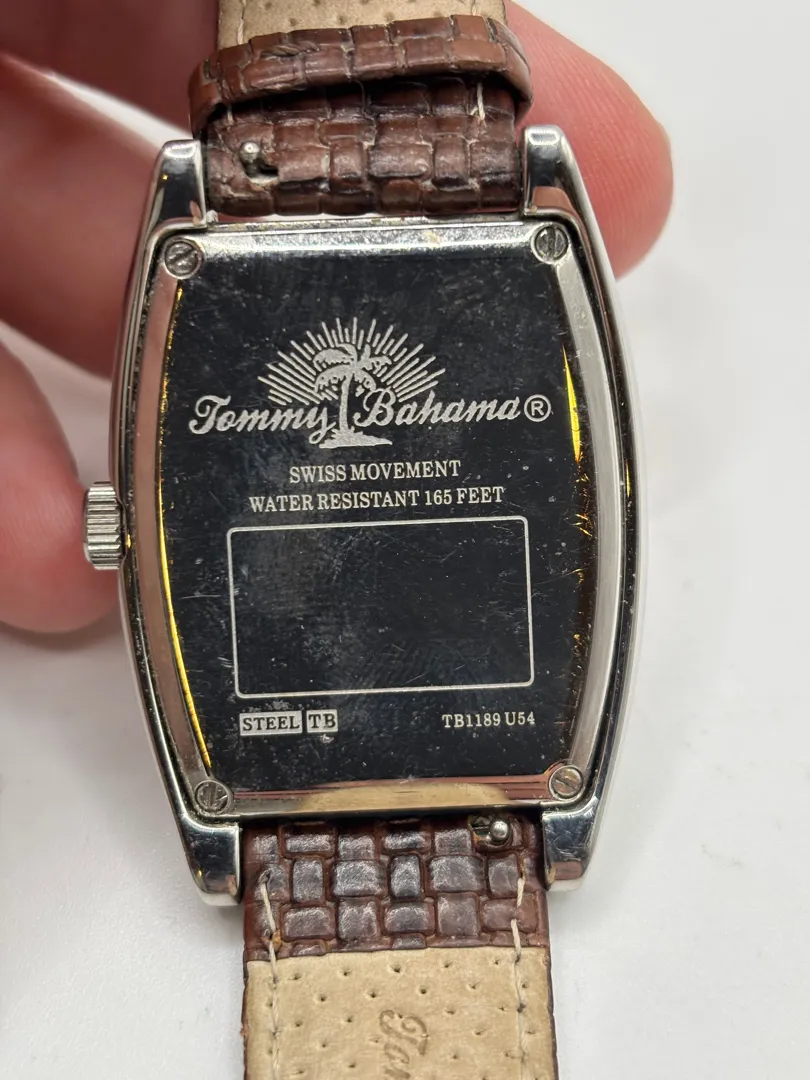 Tommy Bahama®
SWISS MOVEMENT
WATER RESISTANT 165 FEET
STEEL TB TB1189 U54